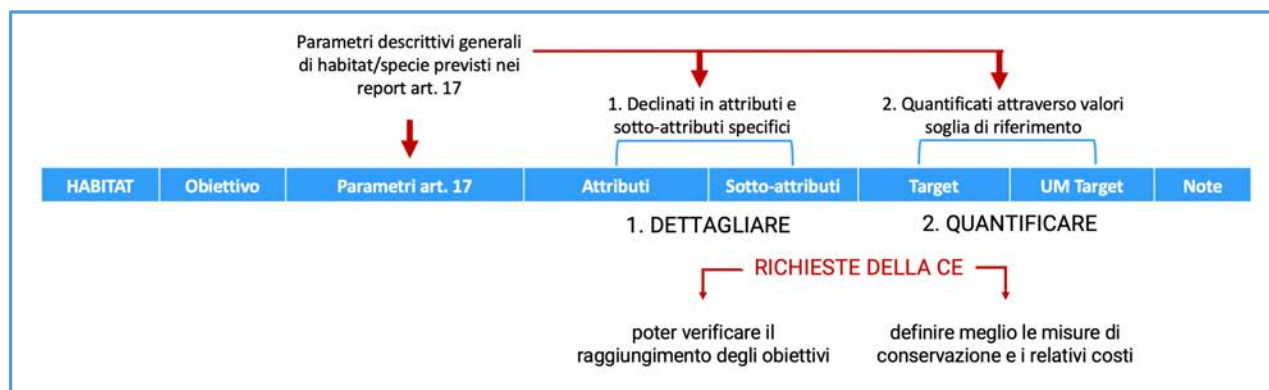 Parametri descrittivi generali
di habitat/specie previsti nei
report art. 17
1. Declinati in attributi e
sotto-attributi specifici
2. Quantificati attraverso valori
soglia di riferimento
HABITAT Obiettivo Parametri art. 17 Attributi Sotto-attributi Target UM Target Note
1. DETTAGLIARE 2. QUANTIFICARE
RICHIESTE DELLA CE
poter verificare il
raggiungimento degli obiettivi
definire meglio le misure di
conservazione e i relativi costi